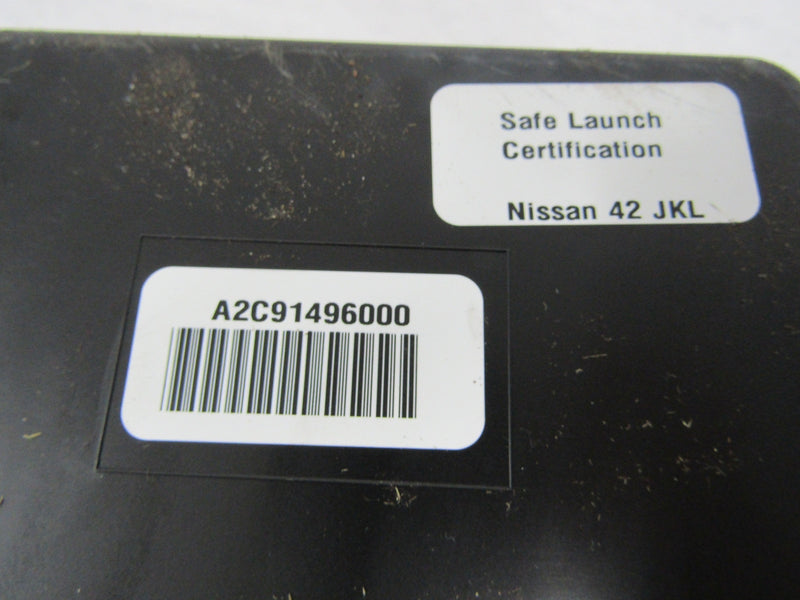 Safe Launch
Certification
Nissan 42 JKL
A2C91496000